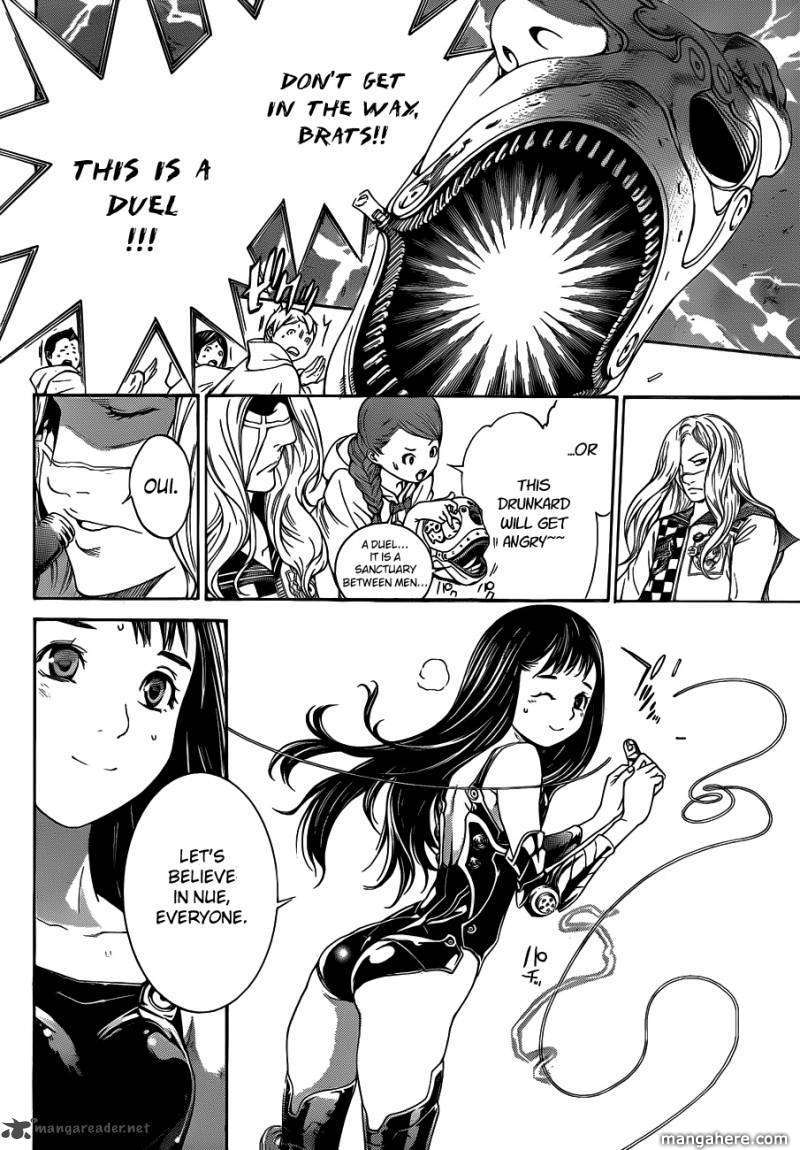 DON'T GET
IN THE WAY,
BRATS!!
THIS IS A
DUEL
!!!
...OR
THIS
DRUNKARD
WILL GET
ANGRY~~
A DUEL...
IT IS A
SANCTUARY
BETWEEN MEN...
OUI.
LET'S
BELIEVE
IN NUE,
EVERYONE.
mangareader.net
mangahere.com